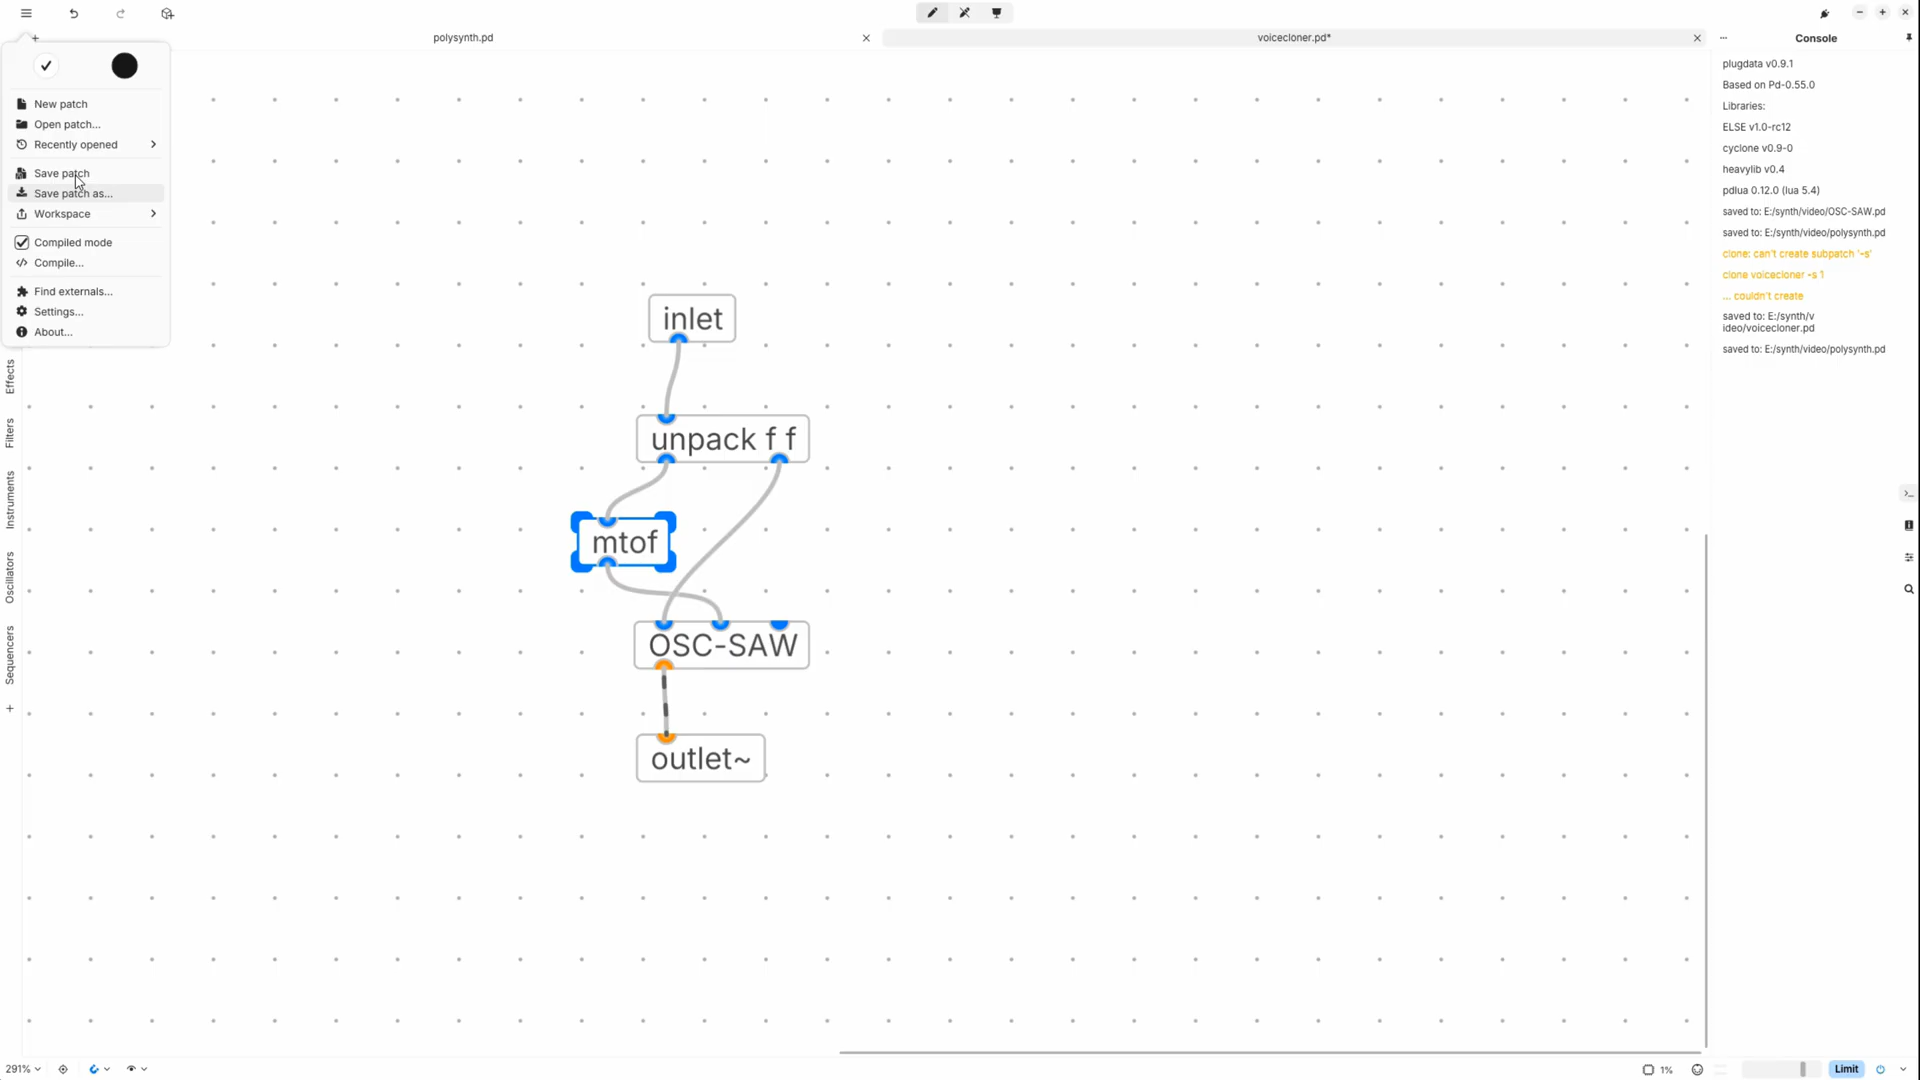 polysynth.pd
voicecloner.pd*
Console
New patch
Open patch...
Recently opened
Save patch
Save patch as...
Workspace
Compiled mode
Compile...
Find externals...
Settings...
About...
Effects
Filters
Instruments
Oscillators
Sequencers
+
inlet
unpack f f
mtof
OSC-SAW
outlet~
plugdata v0.9.1
Based on Pd-0.55.0
Libraries:
ELSE v1.0-rc12
cyclone v0.9-0
heavylib v0.4
pdlua 0.12.0 (lua 5.4)
saved to: E:/synth/video/OSC-SAW.pd
saved to: E:/synth/video/polysynth.pd
clone: can't create subpatch '-s'
clone voicecloner -s 1
... couldn't create
saved to: E:/synth/v
ideo/voicecloner.pd
saved to: E:/synth/video/polysynth.pd
291%
1%
Limit